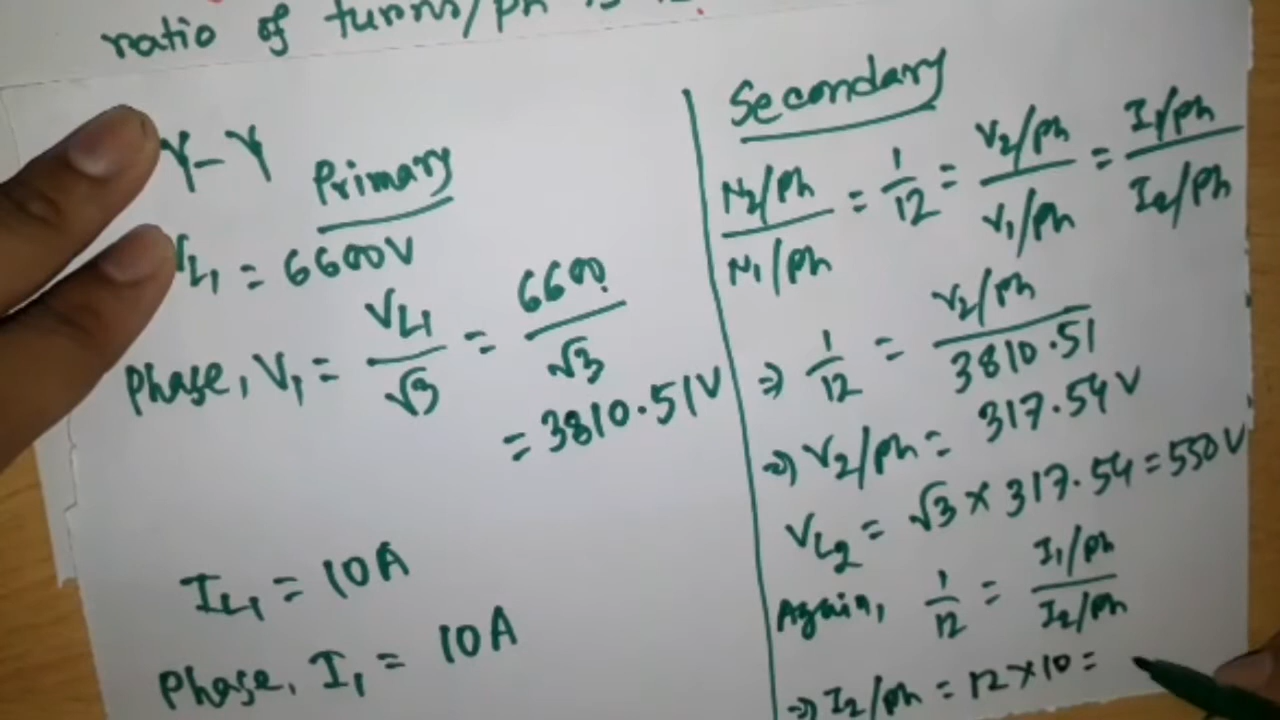 ratio of turns/ph is
Y-Y
Primary
VL1 = 6600V
Phase, V1 = VL1/√3 = 6600/√3
= 3810.51V
IL1 = 10A
Phase, I1 = 10A
Secondary
N2/Ph / N1/Ph = 1/12 = V2/Ph / V1/Ph = I1/Ph / I2/Ph
⇒ 1/12 = V2/Ph / 3810.51
⇒ V2/Ph = 317.54V
VL2 = √3 × 317.54 = 550V
Again, 1/12 = I1/Ph / I2/Ph
⇒ I2/Ph = 12×10 =